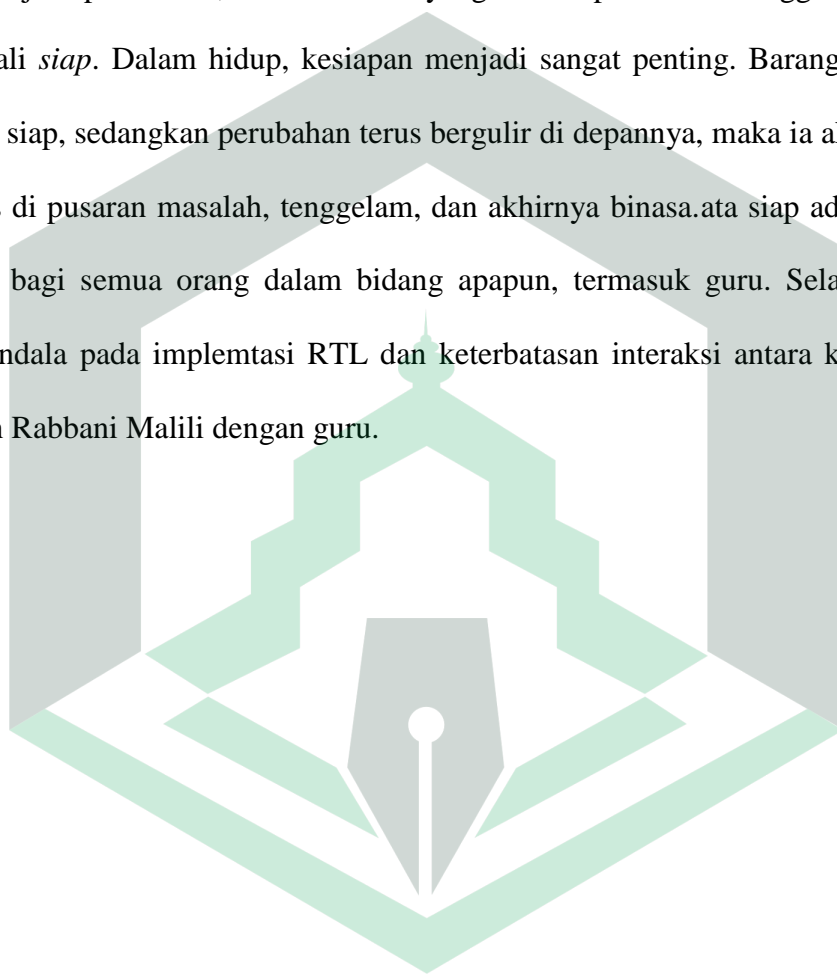 ali siap. Dalam hidup, kesiapan menjadi sangat penting. Barang
siap, sedangkan perubahan terus bergulir di depannya, maka ia
di pusaran masalah, tenggelam, dan akhirnya binasa.ata siap
bagi semua orang dalam bidang apapun, termasuk guru.
ndala pada implemtasi RTL dan keterbatasan interaksi antara
Rabbani Malili dengan guru.